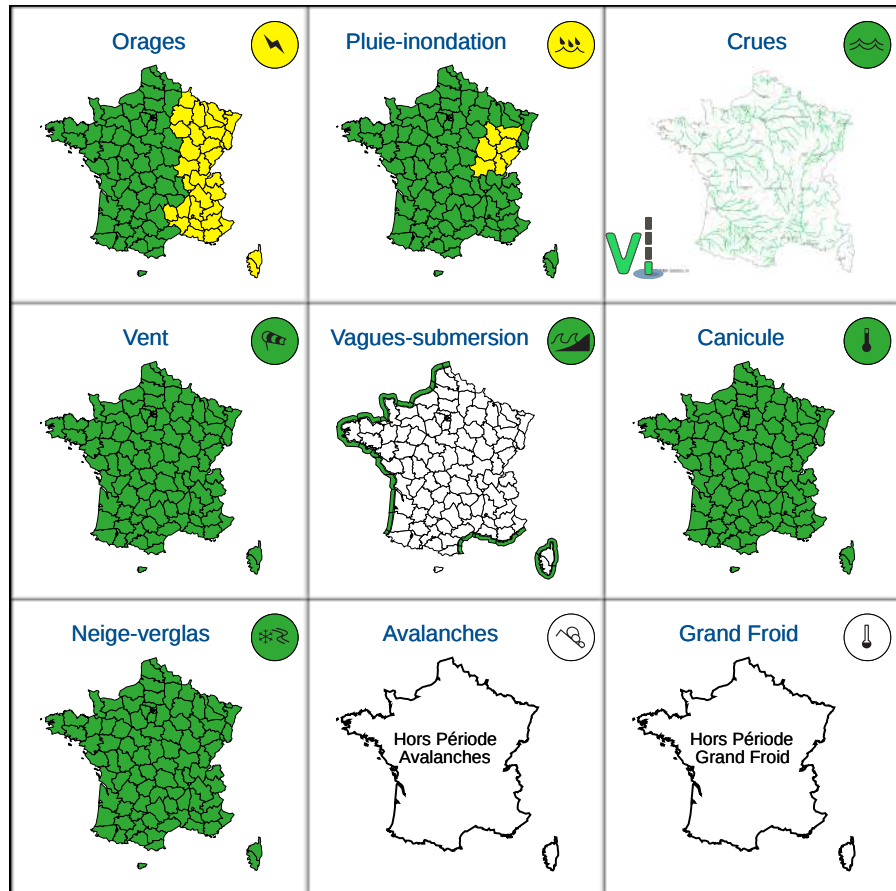 Orages
Pluie-inondation
Crues
Vent
Vagues-submersion
Canicule
Neige-verglas
Avalanches
Grand Froid
Hors Période
Avalanches
Hors Période
Grand Froid